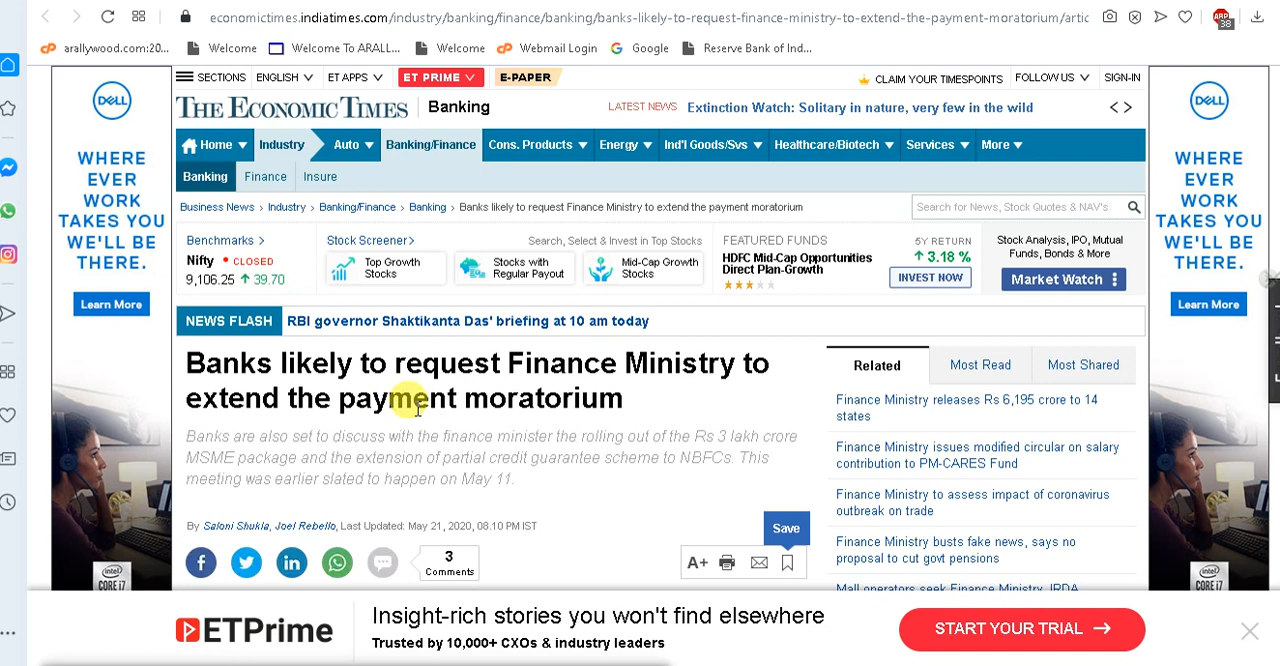 economictimes.indiatimes.com/industry/banking/finance/banking/banks-likely-to-request-finance-ministry-to-extend-the-payment-moratorium/artic
38
arallywood.com:20... Welcome Welcome To ARALL... Welcome Webmail Login Google Reserve Bank of Ind...
SECTIONS ENGLISH ET APPS ET PRIME E-PAPER CLAIM YOUR TIMESPOINTS FOLLOW US SIGN-IN
THE ECONOMIC TIMES Banking LATEST NEWS Extinction Watch: Solitary in nature, very few in the wild
Home Industry Auto Banking/Finance Cons. Products Energy Ind'l Goods/Svs Healthcare/Biotech Services More
Banking Finance Insure
Business News > Industry > Banking/Finance > Banking > Banks likely to request Finance Ministry to extend the payment moratorium
Search for News, Stock Quotes & NAV's
Benchmarks >
Nifty CLOSED
9,106.25 ↑ 39.70
Stock Screener>
Search, Select & Invest in Top Stocks
Top Growth
Stocks
Stocks with
Regular Payout
Mid-Cap Growth
Stocks
FEATURED FUNDS
HDFC Mid-Cap Opportunities
Direct Plan-Growth
5Y RETURN
↑ 3.18 %
INVEST NOW
Stock Analysis, IPO, Mutual
Funds, Bonds & More
Market Watch
NEWS FLASH RBI governor Shaktikanta Das' briefing at 10 am today
Banks likely to request Finance Ministry to
extend the payment moratorium
Banks are also set to discuss with the finance minister the rolling out of the Rs 3 lakh crore
MSME package and the extension of partial credit guarantee scheme to NBFCs. This
meeting was earlier slated to happen on May 11.
By Saloni Shukla, Joel Rebello, Last Updated: May 21, 2020, 08.10 PM IST
Save
3
Comments
A+
Related Most Read Most Shared
Finance Ministry releases Rs 6,195 crore to 14
states
Finance Ministry issues modified circular on salary
contribution to PM-CARES Fund
Finance Ministry to assess impact of coronavirus
outbreak on trade
Finance Ministry busts fake news, says no
proposal to cut govt pensions
Mall operators seek Finance Ministry, IRDA
DELL
WHERE
EVER
WORK
TAKES YOU
WE'LL BE
THERE.
Learn More
intel
CORE i7
DELL
WHERE
EVER
WORK
TAKES YOU
WE'LL BE
THERE.
Learn More
intel
CORE i7
ETPrime
Insight-rich stories you won't find elsewhere
Trusted by 10,000+ CXOs & industry leaders
START YOUR TRIAL →